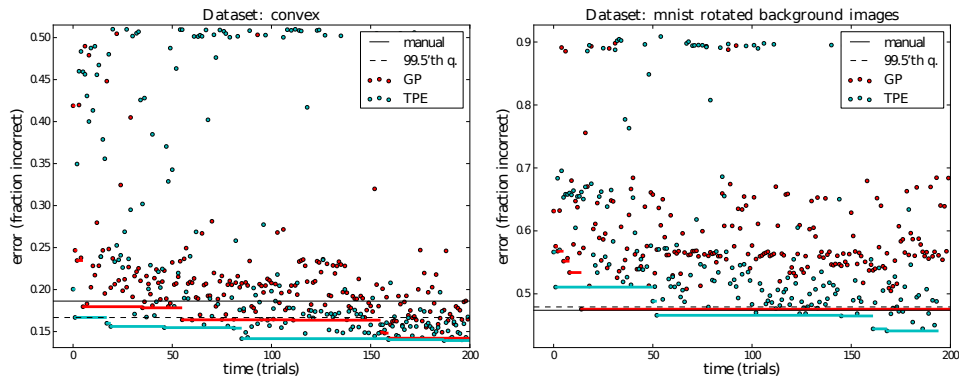 Dataset: convex
0.50
0.45
0.40
0.35
0.30
0.25
0.20
0.15
error (fraction incorrect)
manual
99.5'th q.
GP
TPE
0
50
100
150
200
time (trials)
Dataset: mnist rotated background images
0.9
0.8
0.7
0.6
0.5
error (fraction incorrect)
manual
99.5'th q.
GP
TPE
0
50
100
150
200
time (trials)